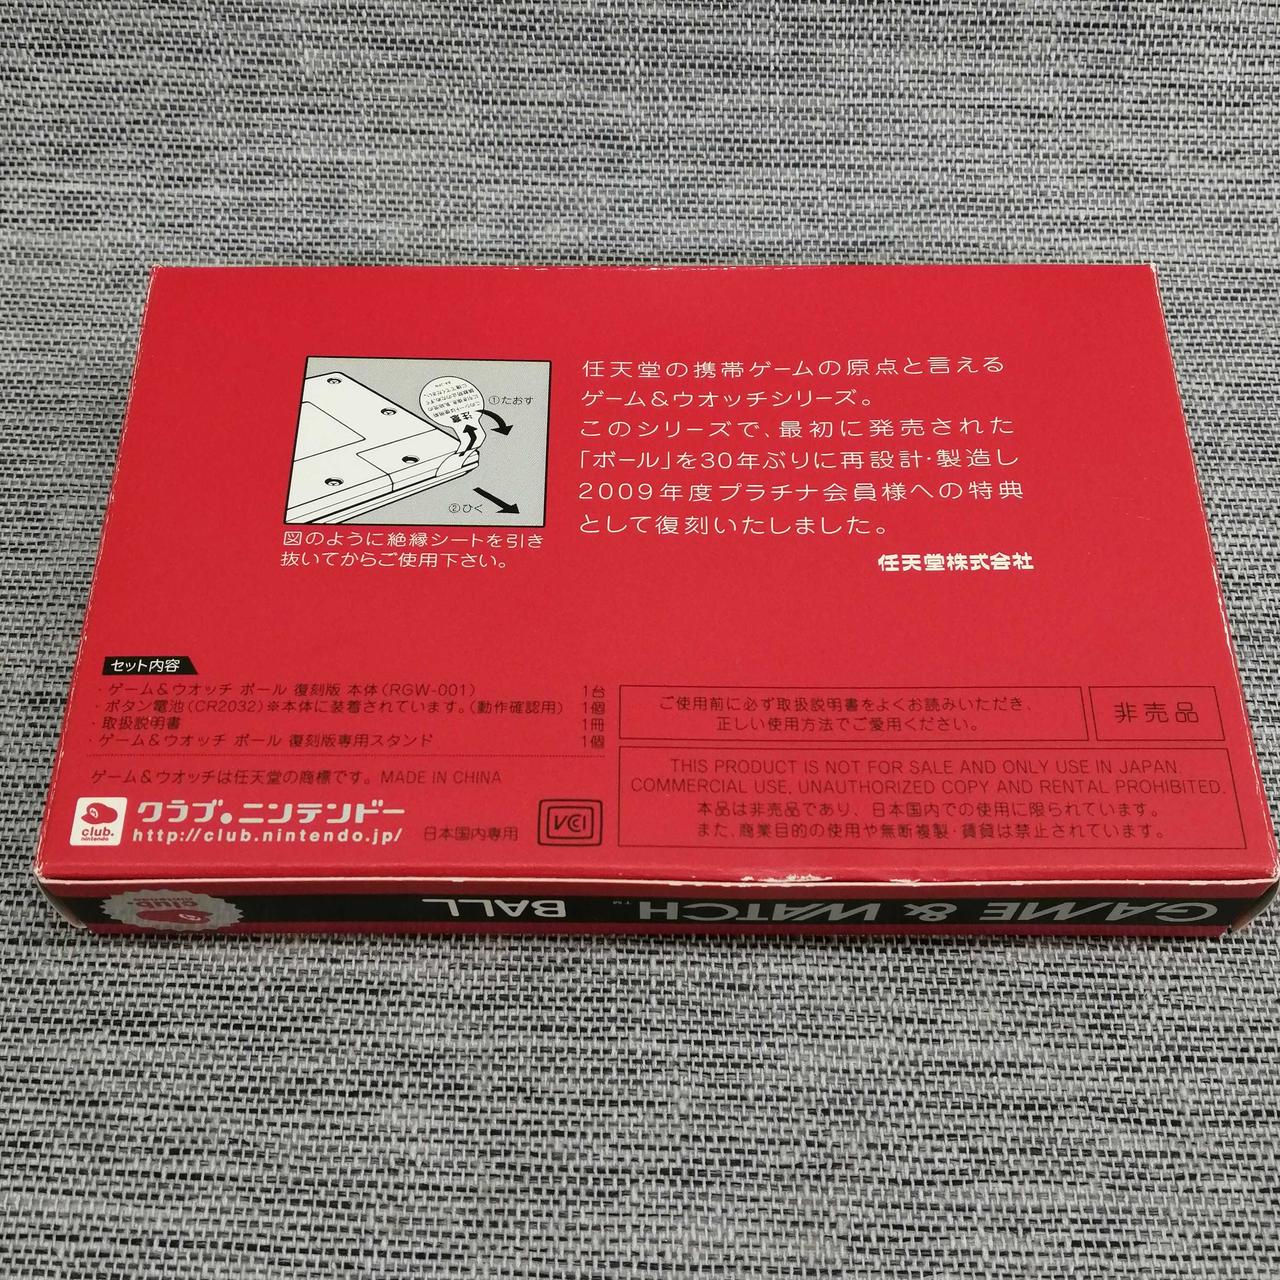 任天堂の携帯ゲームの原点と言える
ゲーム&ウオッチシリーズ。
このシリーズで、最初に発売された
「ボール」を30年ぶりに再設計・製造し
2009年度プラチナ会員様への特典
として復刻いたしました。
任天堂株式会社
注意
①たおす
②ひく
図のように絶縁シートを引き
抜いてからご使用下さい。
セット内容
・ゲーム&ウオッチ ボール 復刻版 本体(RGW-001) 1台
・ボタン電池(CR2032)※本体に装着されています。(動作確認用) 1個
・取扱説明書 1冊
・ゲーム&ウオッチ ボール 復刻版専用スタンド 1個
ゲーム&ウオッチは任天堂の商標です。 MADE IN CHINA
club.
nintendo
クラブ・ニンテンドー
http://club.nintendo.jp/
日本国内専用
VCCI
ご使用前に必ず取扱説明書をよくお読みいただき、
正しい使用方法でご愛用ください。
非売品
THIS PRODUCT IS NOT FOR SALE AND ONLY USE IN JAPAN.
COMMERCIAL USE, UNAUTHORIZED COPY AND RENTAL PROHIBITED.
本品は非売品であり、日本国内での使用に限られています。
また、商業目的の使用や無断複製・賃貸は禁止されています。
GAME & WATCH™ BALL
CLUB
nintendo